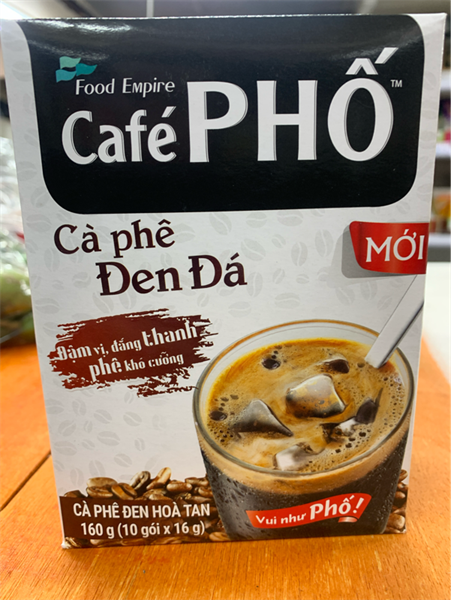 Food Empire
Café PHỐ™
Cà phê
Đen Đá
MỚI
Đậm vị, đắng thanh
phê khó cưỡng
Vui như Phố!
CÀ PHÊ ĐEN HOÀ TAN
160 g (10 gói x 16 g)